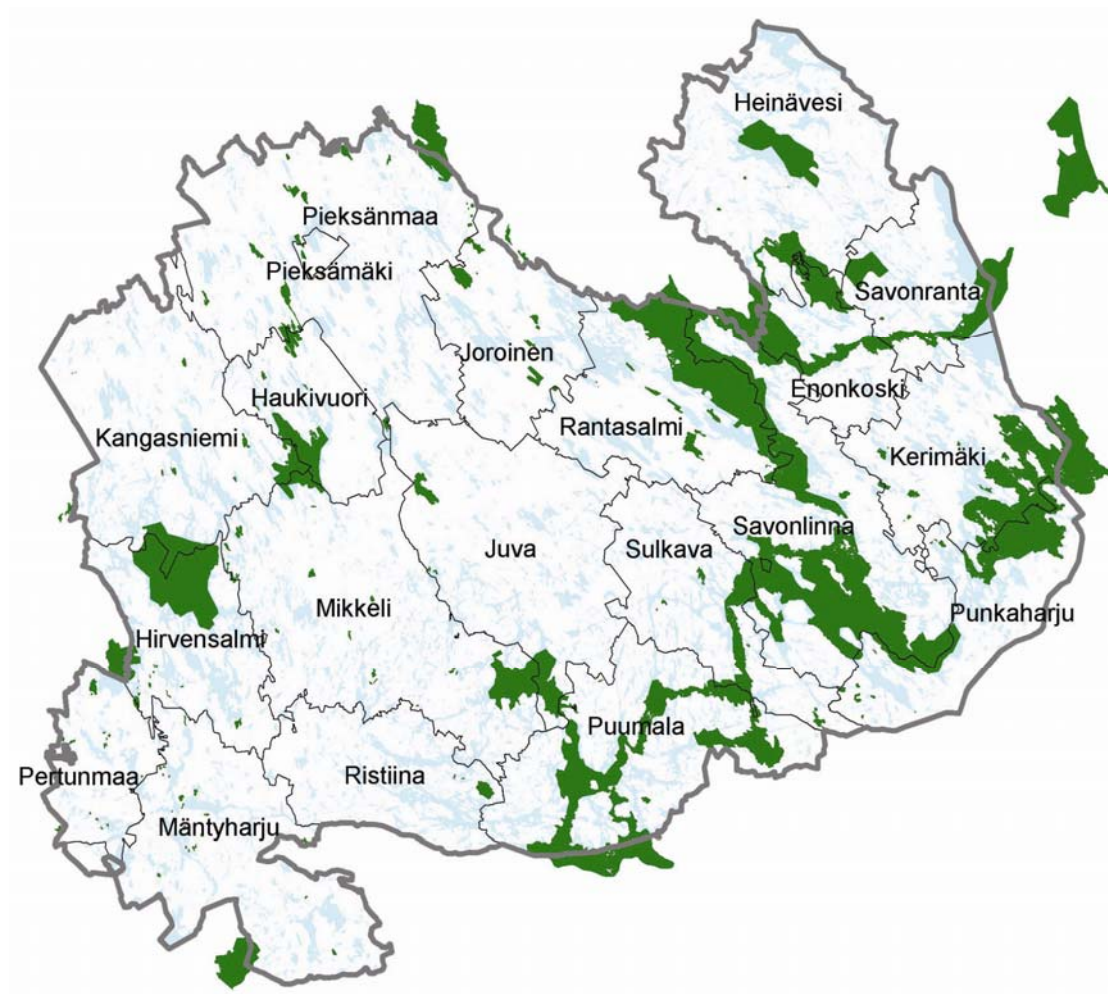 Heinävesi
Pieksänmaa
Pieksämäki
Savonranta
Joroinen
Enonkoski
Haukivuori
Rantasalmi
Kangasniemi
Kerimäki
Savonlinna
Juva
Sulkava
Mikkeli
Punkaharju
Hirvensalmi
Puumala
Pertunmaa
Ristiina
Mäntyharju